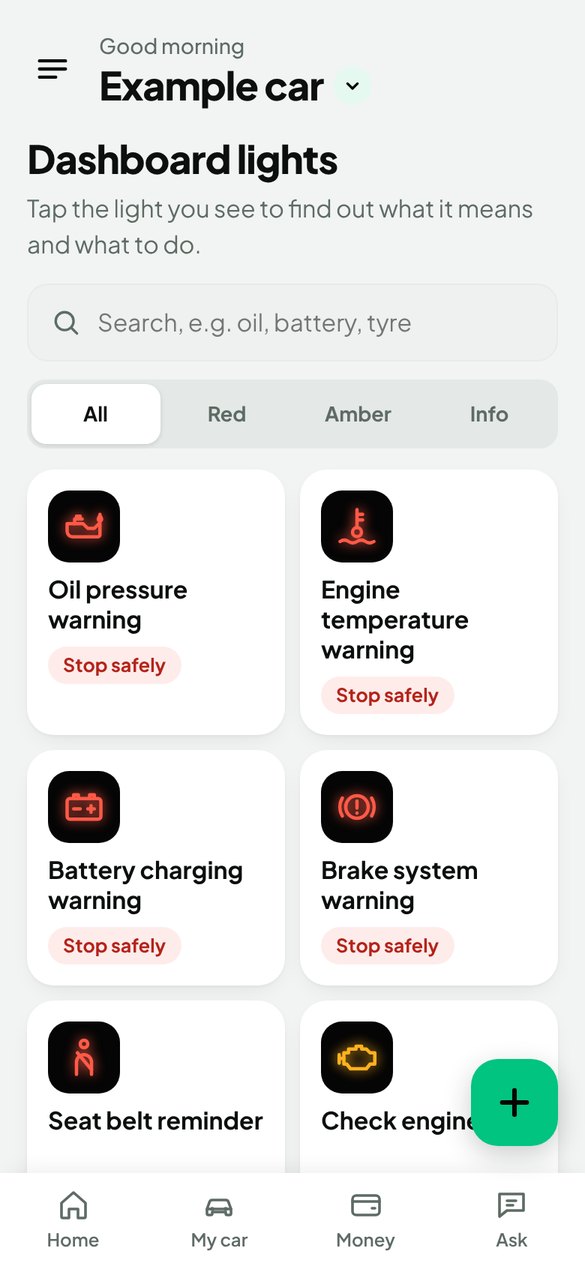 Good morning
Example car
Dashboard lights
Tap the light you see to find out what it means
and what to do.
Search, e.g. oil, battery, tyre
All
Red
Amber
Info
Oil pressure
warning
Stop safely
Engine
temperature
warning
Stop safely
Battery charging
warning
Stop safely
Brake system
warning
Stop safely
Seat belt reminder
Check engine
Home
My car
Money
Ask